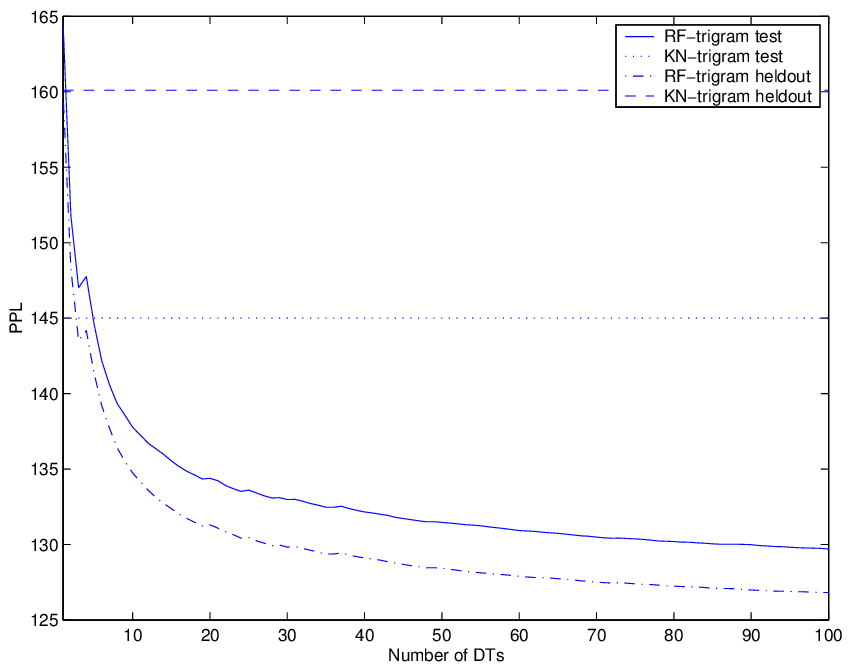 165
160
155
150
145
140
135
130
125
PPL
RF−trigram test
KN−trigram test
RF−trigram heldout
KN−trigram heldout
10 20 30 40 50 60 70 80 90 100
Number of DTs